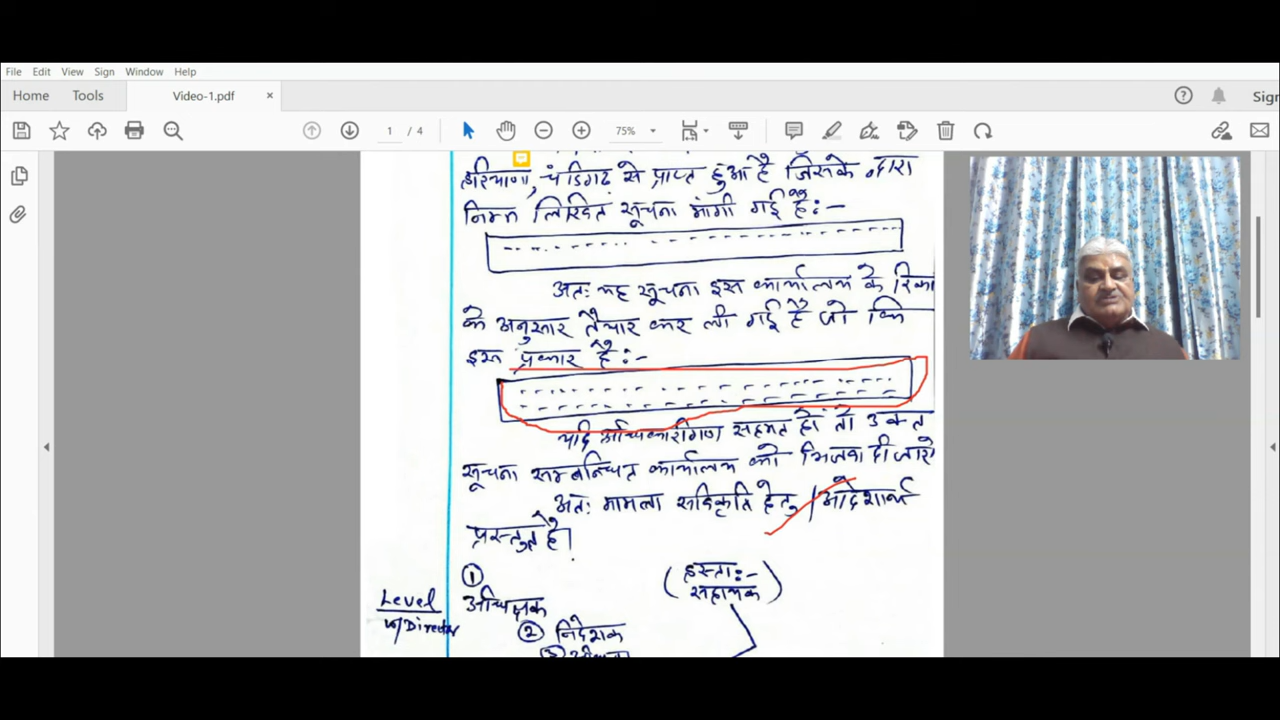 File Edit View Sign Window Help
Home Tools Video-1.pdf × Sign
1 / 4 75%
हरियाणा, चंडिगढ़ से प्राप्त हुआ है जिसके द्वारा
निम्न लिखित सूचना मांगी गई है:-
अतः यह सूचना इस कार्यालय के रिका
के अनुसार तैयार कर ली गई है जो कि
इस प्रकार है:-
यदि अधिकारीगण सहमत हों तो उक्त
सूचना सम्बन्धित कार्यालय को भिजवा दी जाये
अतः मामला सविकृति हेतु / आदेशार्थ
प्रस्तुत है।
(हस्ता:-
सहायक)
①
अधिक्षक
Level
② निदेशक